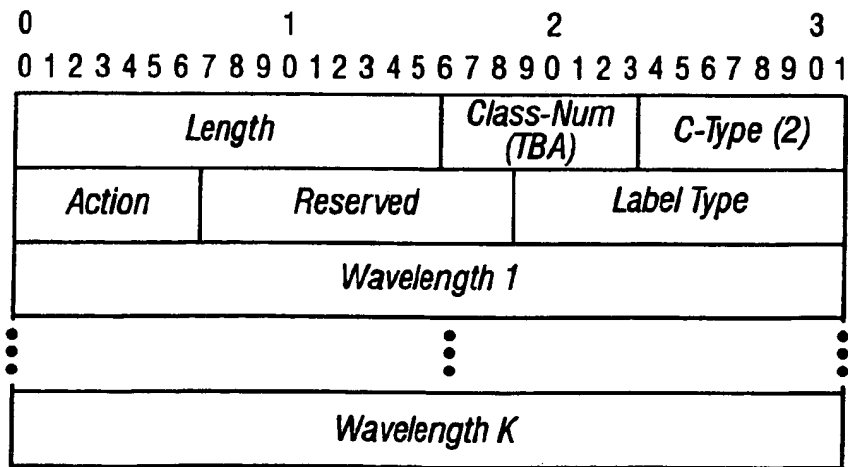 0 1 2 3
0 1 2 3 4 5 6 7 8 9 0 1 2 3 4 5 6 7 8 9 0 1 2 3 4 5 6 7 8 9 0 1
Length Class-Num (TBA) C-Type (2)
Action Reserved Label Type
Wavelength 1
Wavelength K